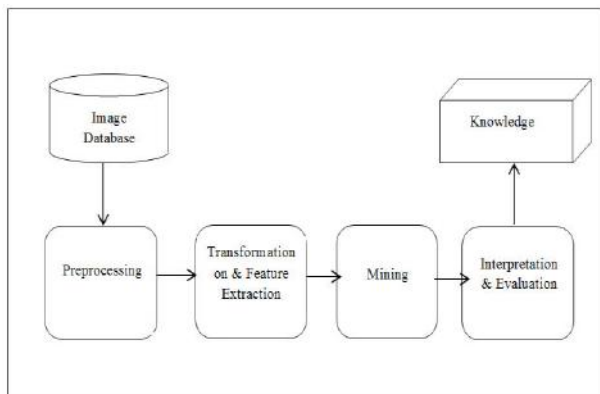 Image
Database
Knowledge
Preprocessing
Transformation
on & Feature
Extraction
Mining
Interpretation
& Evaluation